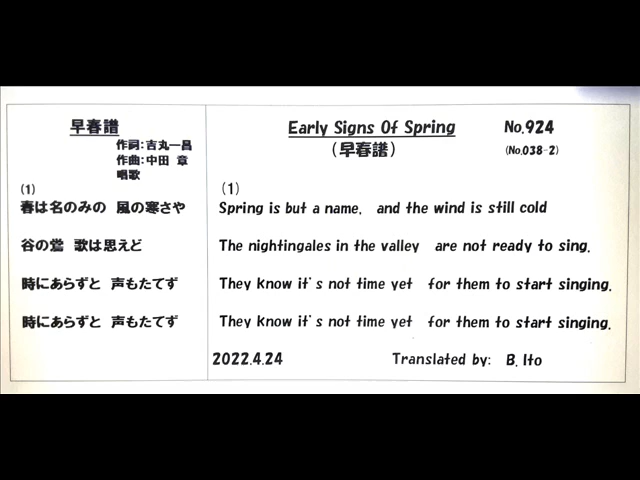 早春譜
作詞：吉丸一昌
作曲：中田 章
唱歌
(1)
春は名のみの 風の寒さや
谷の鶯 歌は思えど
時にあらずと 声もたてず
時にあらずと 声もたてず
Early Signs Of Spring
No.924
(早春譜)
(No.038-2)
(1)
Spring is but a name, and the wind is still cold
The nightingales in the valley are not ready to sing.
They know it's not time yet for them to start singing.
They know it's not time yet for them to start singing.
2022.4.24
Translated by: B. Ito